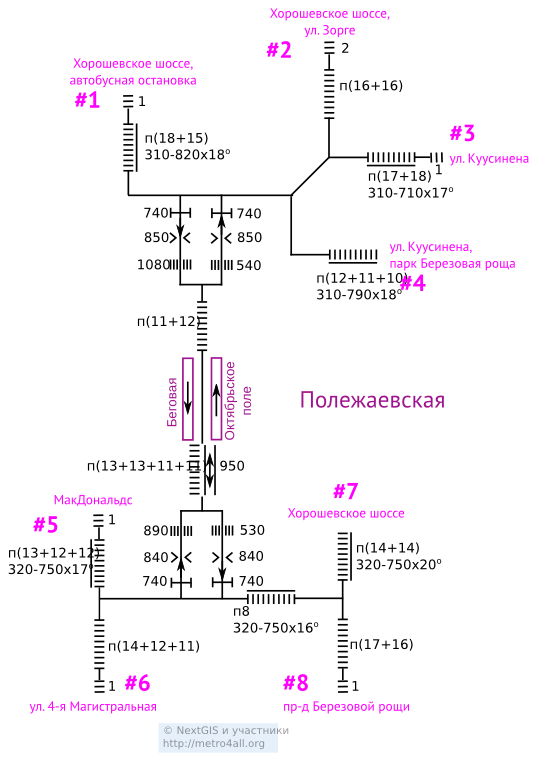 Хорошевское шоссе,
ул. Зорге
#2
2
п(16+16)
Хорошевское шоссе,
автобусная остановка
#1
1
п(18+15)
310-820x18°
#3
ул. Куусинена
1
п(17+18)
310-710x17°
740
740
850
850
1080
540
ул. Куусинена,
парк Березовая роща
#4
п(12+11+10)
310-790x18°
п(11+12)
Беговая
Октябрьское
поле
Полежаевская
п(13+13+11+11)
950
МакДональдс
#5
1
п(13+12+12)
320-750x17°
890
530
840
840
740
740
#7
Хорошевское шоссе
п(14+14)
320-750x20°
п8
320-750x16°
п(14+12+11)
1
#6
ул. 4-я Магистральная
п(17+16)
1
#8
пр-д Березовой рощи
© NextGIS и участники
http://metro4all.org